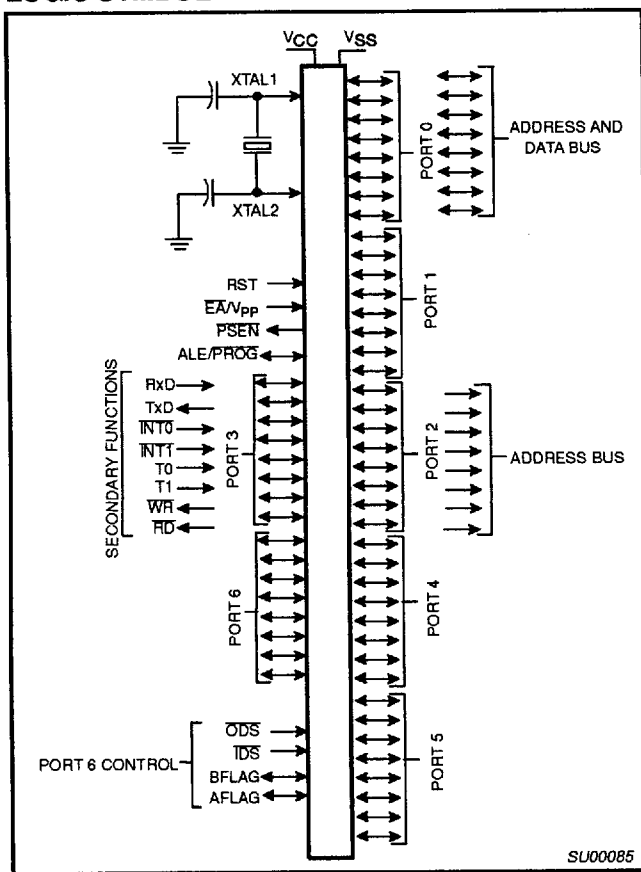 VCC VSS
XTAL1
XTAL2
RST
EA/VPP
PSEN
ALE/PROG
SECONDARY FUNCTIONS
RxD
TxD
INT0
INT1
T0
T1
WR
RD
PORT 3
PORT 6
PORT 6 CONTROL
ODS
IDS
BFLAG
AFLAG
PORT 0
ADDRESS AND
DATA BUS
PORT 1
PORT 2
ADDRESS BUS
PORT 4
PORT 5
SU00085